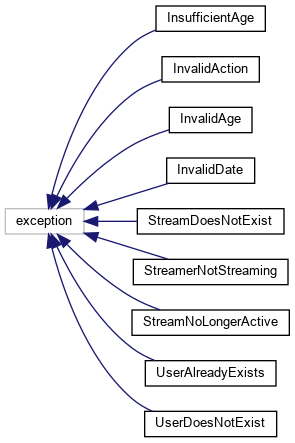 InsufficientAge
InvalidAction
InvalidAge
InvalidDate
exception
StreamDoesNotExist
StreamerNotStreaming
StreamNoLongerActive
UserAlreadyExists
UserDoesNotExist